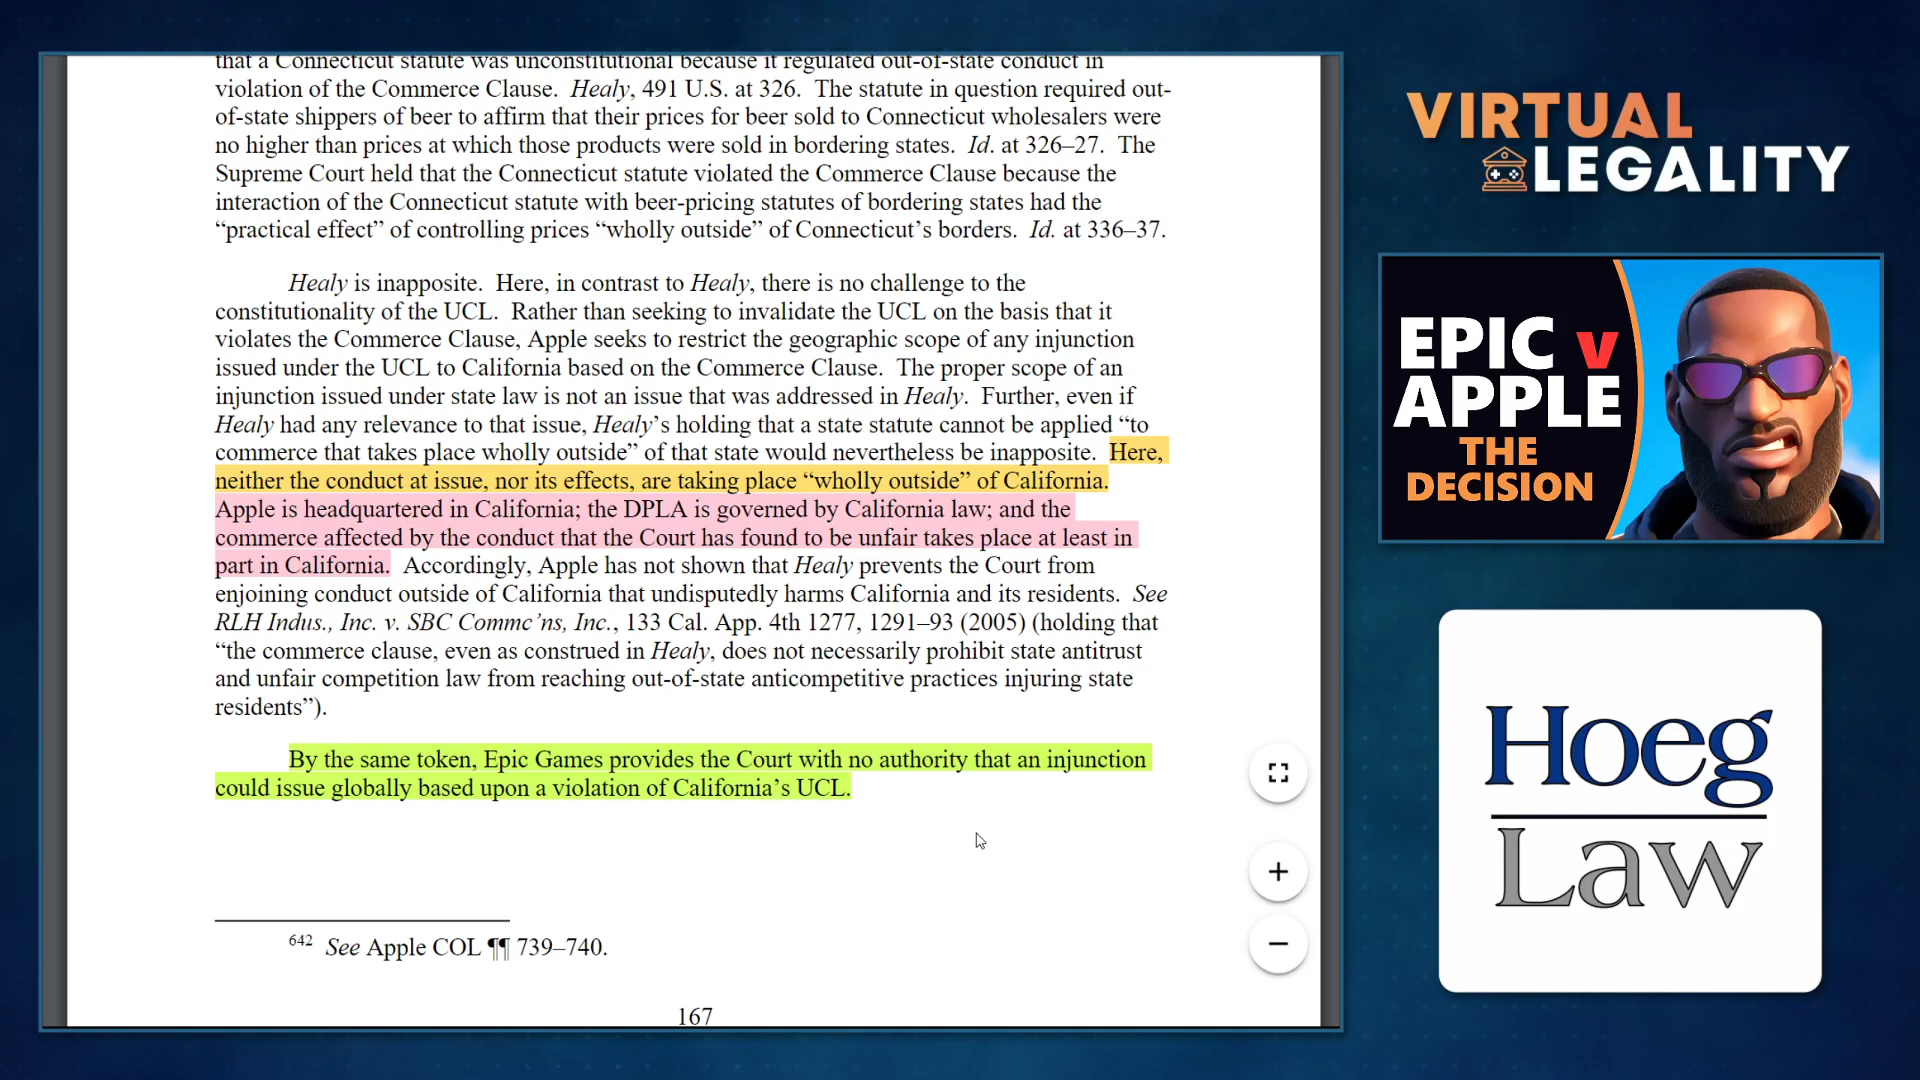 that a Connecticut statute was unconstitutional because it regulated out-of-state conduct in
violation of the Commerce Clause. Healy, 491 U.S. at 326. The statute in question required out-
of-state shippers of beer to affirm that their prices for beer sold to Connecticut wholesalers were
no higher than prices at which those products were sold in bordering states. Id. at 326–27. The
Supreme Court held that the Connecticut statute violated the Commerce Clause because the
interaction of the Connecticut statute with beer-pricing statutes of bordering states had the
“practical effect” of controlling prices “wholly outside” of Connecticut’s borders. Id. at 336–37.
Healy is inapposite. Here, in contrast to Healy, there is no challenge to the
constitutionality of the UCL. Rather than seeking to invalidate the UCL on the basis that it
violates the Commerce Clause, Apple seeks to restrict the geographic scope of any injunction
issued under the UCL to California based on the Commerce Clause. The proper scope of an
injunction issued under state law is not an issue that was addressed in Healy. Further, even if
Healy had any relevance to that issue, Healy’s holding that a state statute cannot be applied “to
commerce that takes place wholly outside” of that state would nevertheless be inapposite. Here,
neither the conduct at issue, nor its effects, are taking place “wholly outside” of California.
Apple is headquartered in California; the DPLA is governed by California law; and the
commerce affected by the conduct that the Court has found to be unfair takes place at least in
part in California. Accordingly, Apple has not shown that Healy prevents the Court from
enjoining conduct outside of California that undisputedly harms California and its residents. See
RLH Indus., Inc. v. SBC Commc’ns, Inc., 133 Cal. App. 4th 1277, 1291–93 (2005) (holding that
“the commerce clause, even as construed in Healy, does not necessarily prohibit state antitrust
and unfair competition law from reaching out-of-state anticompetitive practices injuring state
residents”).
By the same token, Epic Games provides the Court with no authority that an injunction
could issue globally based upon a violation of California’s UCL.
642 See Apple COL ¶¶ 739–740.
167
VIRTUAL
LEGALITY
EPIC v
APPLE
THE
DECISION
Hoeg
Law